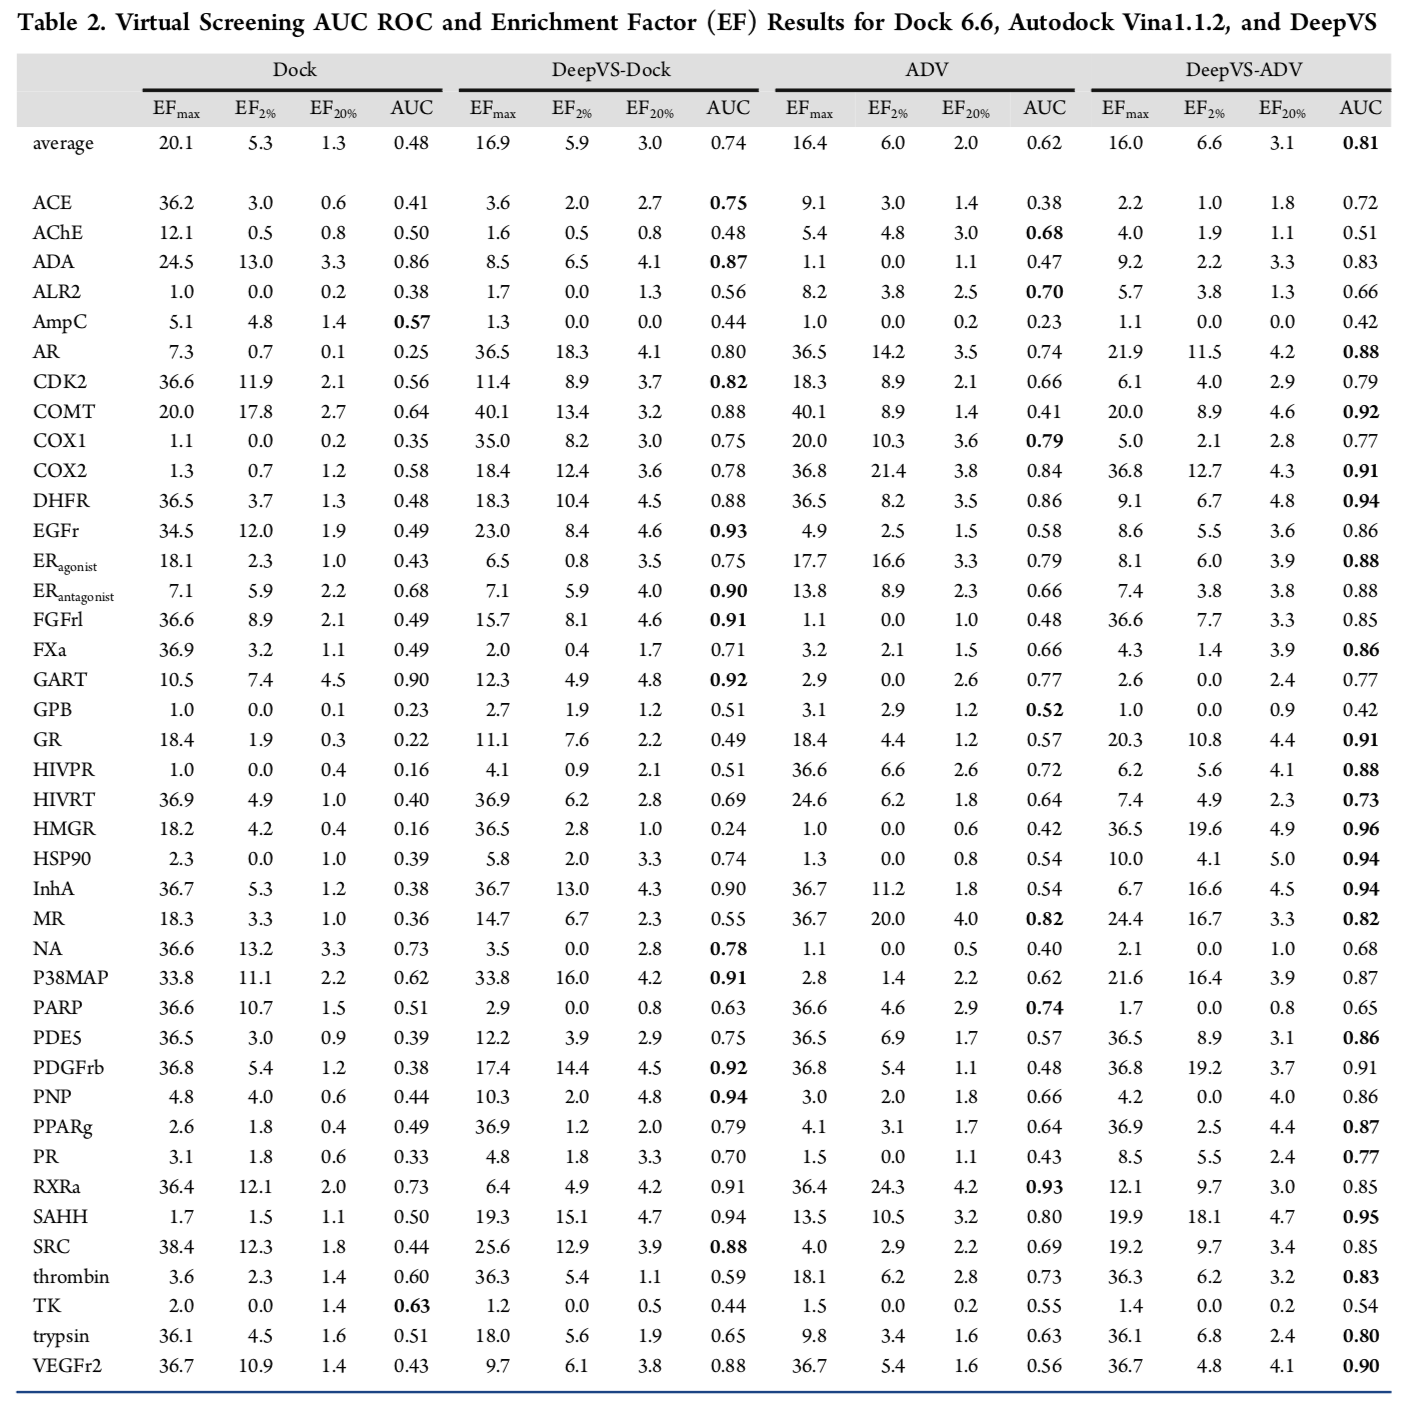 Table 2. Virtual Screening AUC ROC and Enrichment Factor (EF) Results for Dock 6.6, Autodock Vina1.1.2, and DeepVS
Dock DeepVS-Dock ADV DeepVS-ADV
EFmax EF2% EF20% AUC EFmax EF2% EF20% AUC EFmax EF2% EF20% AUC EFmax EF2% EF20% AUC
average 20.1 5.3 1.3 0.48 16.9 5.9 3.0 0.74 16.4 6.0 2.0 0.62 16.0 6.6 3.1 0.81
ACE 36.2 3.0 0.6 0.41 3.6 2.0 2.7 0.75 9.1 3.0 1.4 0.38 2.2 1.0 1.8 0.72
AChE 12.1 0.5 0.8 0.50 1.6 0.5 0.8 0.48 5.4 4.8 3.0 0.68 4.0 1.9 1.1 0.51
ADA 24.5 13.0 3.3 0.86 8.5 6.5 4.1 0.87 1.1 0.0 1.1 0.47 9.2 2.2 3.3 0.83
ALR2 1.0 0.0 0.2 0.38 1.7 0.0 1.3 0.56 8.2 3.8 2.5 0.70 5.7 3.8 1.3 0.66
AmpC 5.1 4.8 1.4 0.57 1.3 0.0 0.0 0.44 1.0 0.0 0.2 0.23 1.1 0.0 0.0 0.42
AR 7.3 0.7 0.1 0.25 36.5 18.3 4.1 0.80 36.5 14.2 3.5 0.74 21.9 11.5 4.2 0.88
CDK2 36.6 11.9 2.1 0.56 11.4 8.9 3.7 0.82 18.3 8.9 2.1 0.66 6.1 4.0 2.9 0.79
COMT 20.0 17.8 2.7 0.64 40.1 13.4 3.2 0.88 40.1 8.9 1.4 0.41 20.0 8.9 4.6 0.92
COX1 1.1 0.0 0.2 0.35 35.0 8.2 3.0 0.75 20.0 10.3 3.6 0.79 5.0 2.1 2.8 0.77
COX2 1.3 0.7 1.2 0.58 18.4 12.4 3.6 0.78 36.8 21.4 3.8 0.84 36.8 12.7 4.3 0.91
DHFR 36.5 3.7 1.3 0.48 18.3 10.4 4.5 0.88 36.5 8.2 3.5 0.86 9.1 6.7 4.8 0.94
EGFr 34.5 12.0 1.9 0.49 23.0 8.4 4.6 0.93 4.9 2.5 1.5 0.58 8.6 5.5 3.6 0.86
ERagonist 18.1 2.3 1.0 0.43 6.5 0.8 3.5 0.75 17.7 16.6 3.3 0.79 8.1 6.0 3.9 0.88
ERantagonist 7.1 5.9 2.2 0.68 7.1 5.9 4.0 0.90 13.8 8.9 2.3 0.66 7.4 3.8 3.8 0.88
FGFrl 36.6 8.9 2.1 0.49 15.7 8.1 4.6 0.91 1.1 0.0 1.0 0.48 36.6 7.7 3.3 0.85
FXa 36.9 3.2 1.1 0.49 2.0 0.4 1.7 0.71 3.2 2.1 1.5 0.66 4.3 1.4 3.9 0.86
GART 10.5 7.4 4.5 0.90 12.3 4.9 4.8 0.92 2.9 0.0 2.6 0.77 2.6 0.0 2.4 0.77
GPB 1.0 0.0 0.1 0.23 2.7 1.9 1.2 0.51 3.1 2.9 1.2 0.52 1.0 0.0 0.9 0.42
GR 18.4 1.9 0.3 0.22 11.1 7.6 2.2 0.49 18.4 4.4 1.2 0.57 20.3 10.8 4.4 0.91
HIVPR 1.0 0.0 0.4 0.16 4.1 0.9 2.1 0.51 36.6 6.6 2.6 0.72 6.2 5.6 4.1 0.88
HIVRT 36.9 4.9 1.0 0.40 36.9 6.2 2.8 0.69 24.6 6.2 1.8 0.64 7.4 4.9 2.3 0.73
HMGR 18.2 4.2 0.4 0.16 36.5 2.8 1.0 0.24 1.0 0.0 0.6 0.42 36.5 19.6 4.9 0.96
HSP90 2.3 0.0 1.0 0.39 5.8 2.0 3.3 0.74 1.3 0.0 0.8 0.54 10.0 4.1 5.0 0.94
InhA 36.7 5.3 1.2 0.38 36.7 13.0 4.3 0.90 36.7 11.2 1.8 0.54 6.7 16.6 4.5 0.94
MR 18.3 3.3 1.0 0.36 14.7 6.7 2.3 0.55 36.7 20.0 4.0 0.82 24.4 16.7 3.3 0.82
NA 36.6 13.2 3.3 0.73 3.5 0.0 2.8 0.78 1.1 0.0 0.5 0.40 2.1 0.0 1.0 0.68
P38MAP 33.8 11.1 2.2 0.62 33.8 16.0 4.2 0.91 2.8 1.4 2.2 0.62 21.6 16.4 3.9 0.87
PARP 36.6 10.7 1.5 0.51 2.9 0.0 0.8 0.63 36.6 4.6 2.9 0.74 1.7 0.0 0.8 0.65
PDE5 36.5 3.0 0.9 0.39 12.2 3.9 2.9 0.75 36.5 6.9 1.7 0.57 36.5 8.9 3.1 0.86
PDGFrb 36.8 5.4 1.2 0.38 17.4 14.4 4.5 0.92 36.8 5.4 1.1 0.48 36.8 19.2 3.7 0.91
PNP 4.8 4.0 0.6 0.44 10.3 2.0 4.8 0.94 3.0 2.0 1.8 0.66 4.2 0.0 4.0 0.86
PPARg 2.6 1.8 0.4 0.49 36.9 1.2 2.0 0.79 4.1 3.1 1.7 0.64 36.9 2.5 4.4 0.87
PR 3.1 1.8 0.6 0.33 4.8 1.8 3.3 0.70 1.5 0.0 1.1 0.43 8.5 5.5 2.4 0.77
RXRa 36.4 12.1 2.0 0.73 6.4 4.9 4.2 0.91 36.4 24.3 4.2 0.93 12.1 9.7 3.0 0.85
SAHH 1.7 1.5 1.1 0.50 19.3 15.1 4.7 0.94 13.5 10.5 3.2 0.80 19.9 18.1 4.7 0.95
SRC 38.4 12.3 1.8 0.44 25.6 12.9 3.9 0.88 4.0 2.9 2.2 0.69 19.2 9.7 3.4 0.85
thrombin 3.6 2.3 1.4 0.60 36.3 5.4 1.1 0.59 18.1 6.2 2.8 0.73 36.3 6.2 3.2 0.83
TK 2.0 0.0 1.4 0.63 1.2 0.0 0.5 0.44 1.5 0.0 0.2 0.55 1.4 0.0 0.2 0.54
trypsin 36.1 4.5 1.6 0.51 18.0 5.6 1.9 0.65 9.8 3.4 1.6 0.63 36.1 6.8 2.4 0.80
VEGFr2 36.7 10.9 1.4 0.43 9.7 6.1 3.8 0.88 36.7 5.4 1.6 0.56 36.7 4.8 4.1 0.90